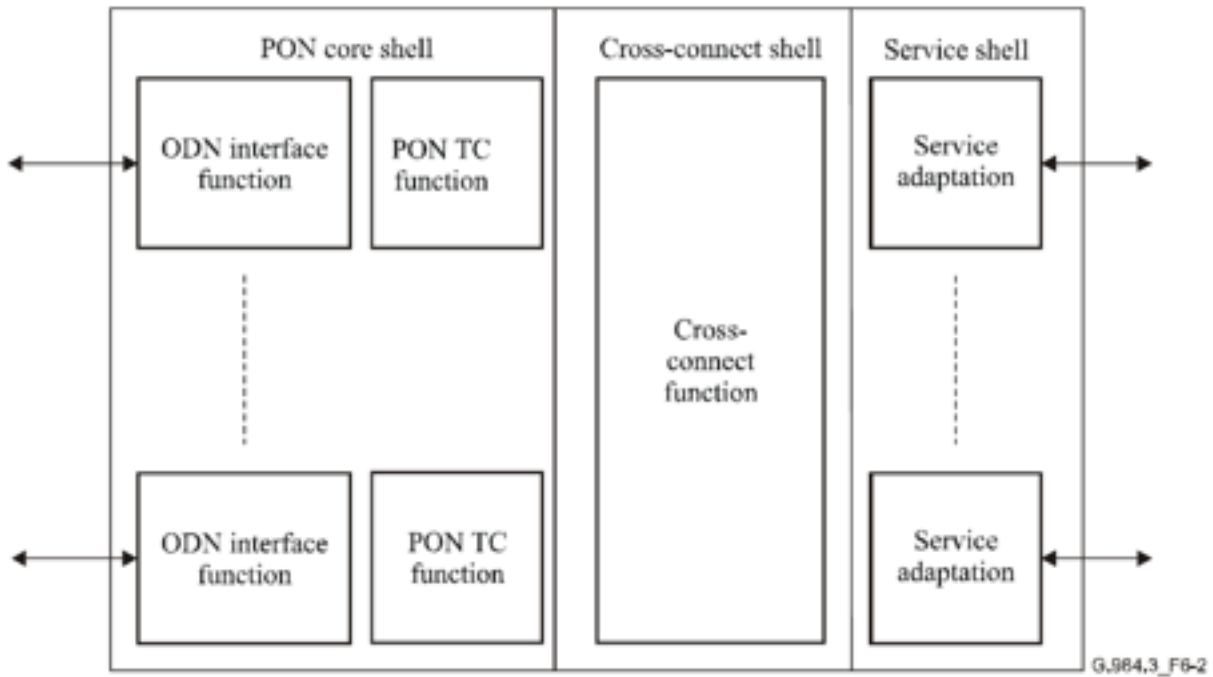 PON core shell
Cross-connect shell
Service shell
ODN interface
function
PON TC
function
Service
adaptation
Cross-
connect
function
ODN interface
function
PON TC
function
Service
adaptation
G.984.3_F6-2